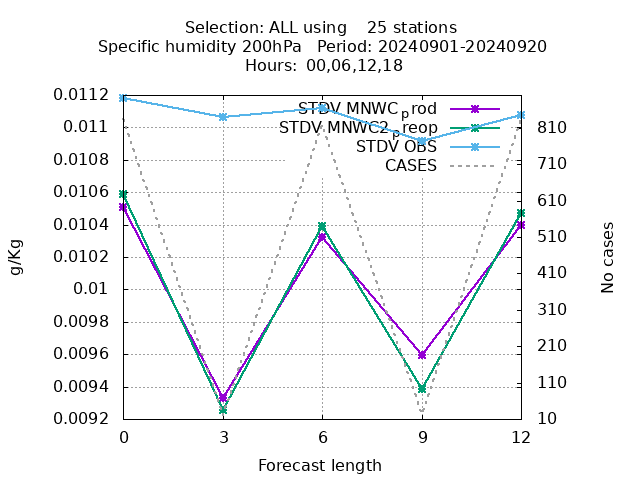 Selection: ALL using    25 stations
Specific humidity 200hPa   Period: 20240901-20240920
Hours: 00,06,12,18
0.0112
0.011
0.0108
0.0106
0.0104
0.0102
0.01
0.0098
0.0096
0.0094
0.0092
g/Kg
STDV MNWC_prod
STDV MNWC2_preop
STDV OBS
CASES
810
710
610
510
410
310
210
110
10
No cases
0 3 6 9 12
Forecast length